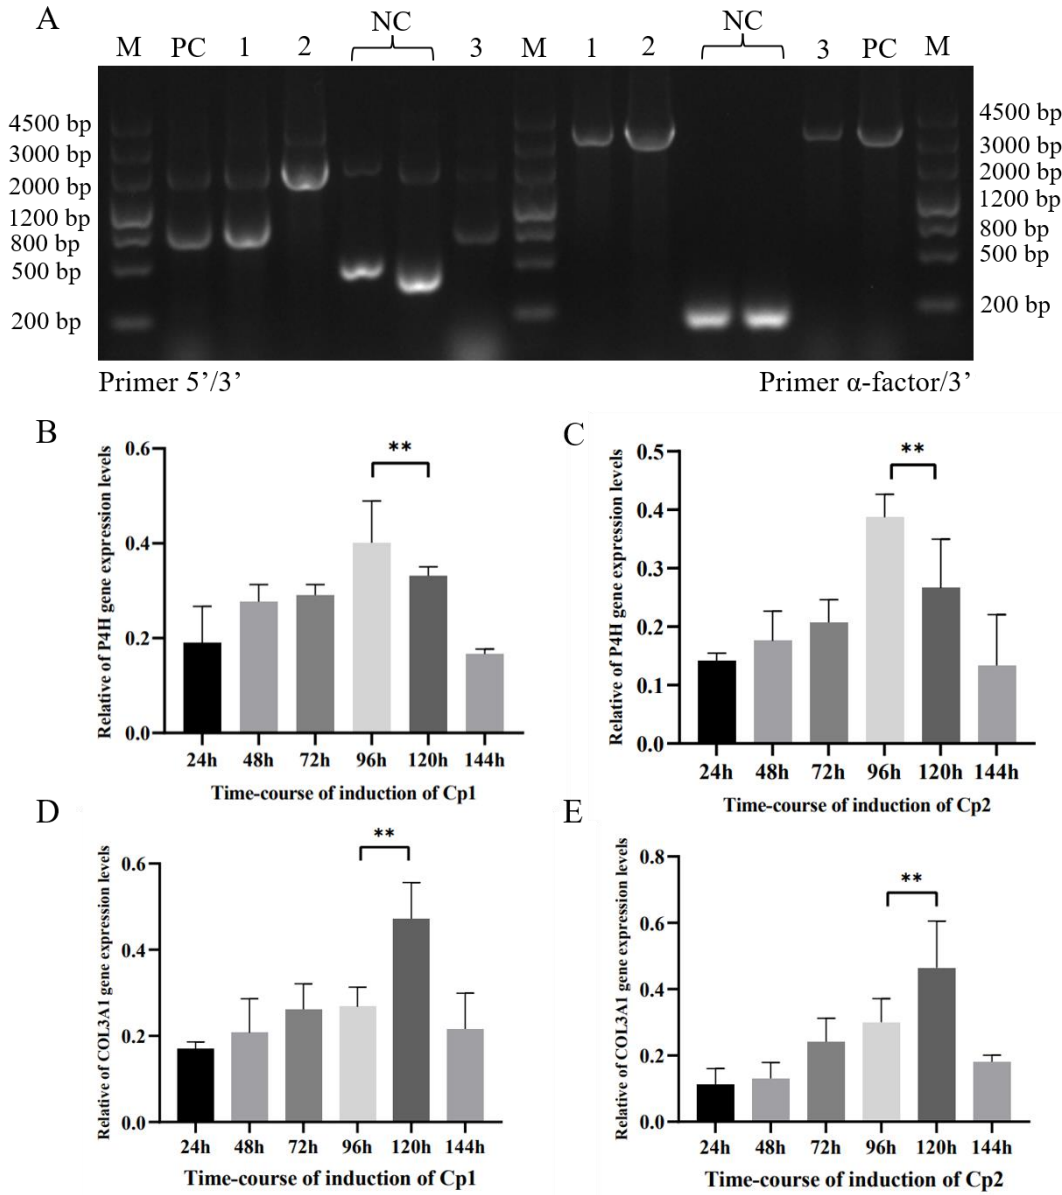 A
NC
NC
M PC 1 2 3 M 1 2 3 PC M
4500 bp
3000 bp
2000 bp
1200 bp
800 bp
500 bp
200 bp
4500 bp
3000 bp
2000 bp
1200 bp
800 bp
500 bp
200 bp
Primer 5’/3’
Primer α-factor/3’
B
Relative of P4H gene expression levels
0.6
0.4
0.2
0.0
**
24h 48h 72h 96h 120h 144h
Time-course of induction of Cp1
C
Relative of P4H gene expression levels
0.5
0.4
0.3
0.2
0.1
0.0
**
24h 48h 72h 96h 120h 144h
Time-course of induction of Cp2
D
Relative of COL3A1 gene expression levels
0.6
0.4
0.2
0.0
**
24h 48h 72h 96h 120h 144h
Time-course of induction of Cp1
E
Relative of COL3A1 gene expression levels
0.8
0.6
0.4
0.2
0.0
**
24h 48h 72h 96h 120h 144h
Time-course of induction of Cp2